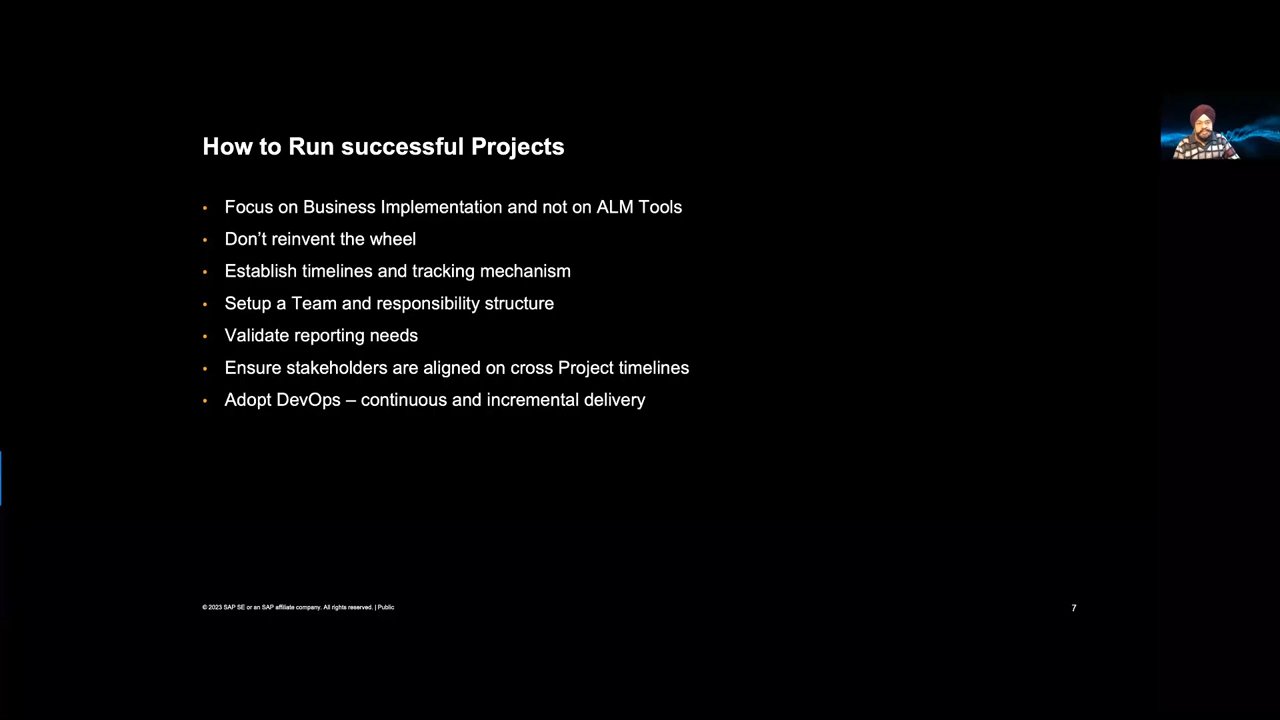 How to Run successful Projects
• Focus on Business Implementation and not on ALM Tools
• Don’t reinvent the wheel
• Establish timelines and tracking mechanism
• Setup a Team and responsibility structure
• Validate reporting needs
• Ensure stakeholders are aligned on cross Project timelines
• Adopt DevOps – continuous and incremental delivery
© 2023 SAP SE or an SAP affiliate company. All rights reserved. | Public
7